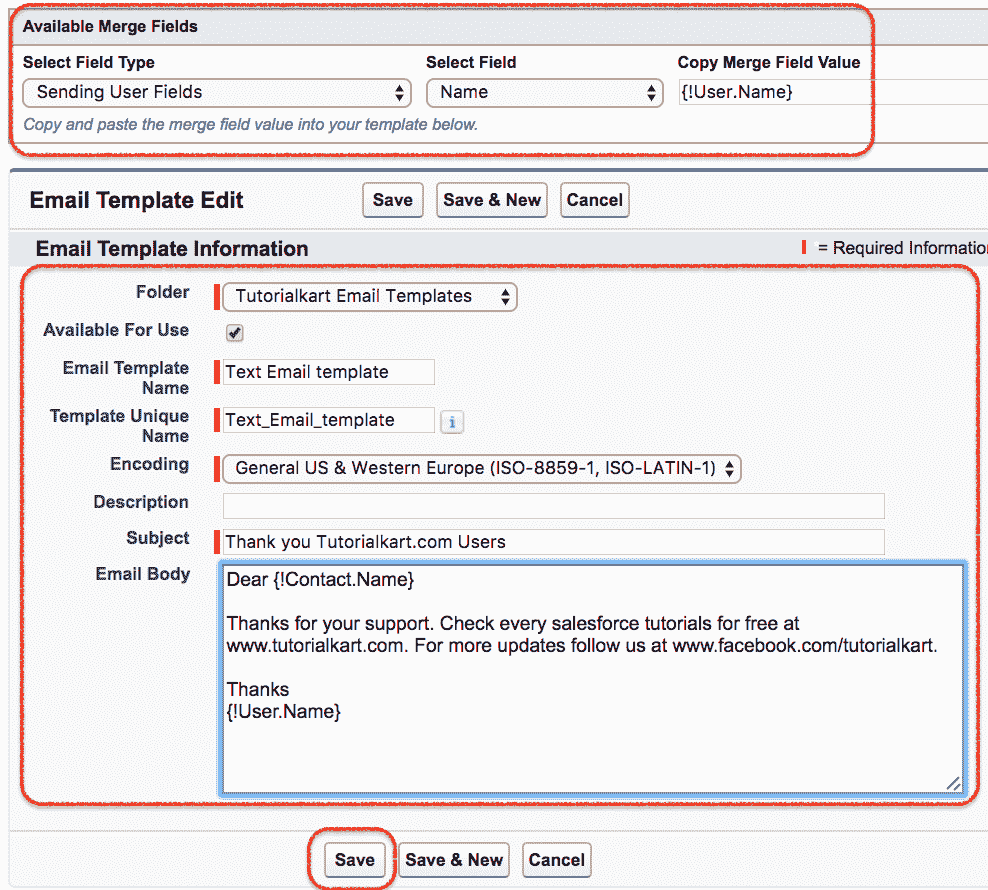 Available Merge Fields
Select Field Type
Select Field
Copy Merge Field Value
Sending User Fields
Name
{!User.Name}
Copy and paste the merge field value into your template below.
Email Template Edit
Save
Save & New
Cancel
Email Template Information
= Required Information
Folder
Tutorialkart Email Templates
Available For Use
Email Template
Name
Text Email template
Template Unique
Name
Text_Email_template
i
Encoding
General US & Western Europe (ISO-8859-1, ISO-LATIN-1)
Description
Subject
Thank you Tutorialkart.com Users
Email Body
Dear {!Contact.Name}
Thanks for your support. Check every salesforce tutorials for free at
www.tutorialkart.com. For more updates follow us at www.facebook.com/tutorialkart.
Thanks
{!User.Name}
Save
Save & New
Cancel